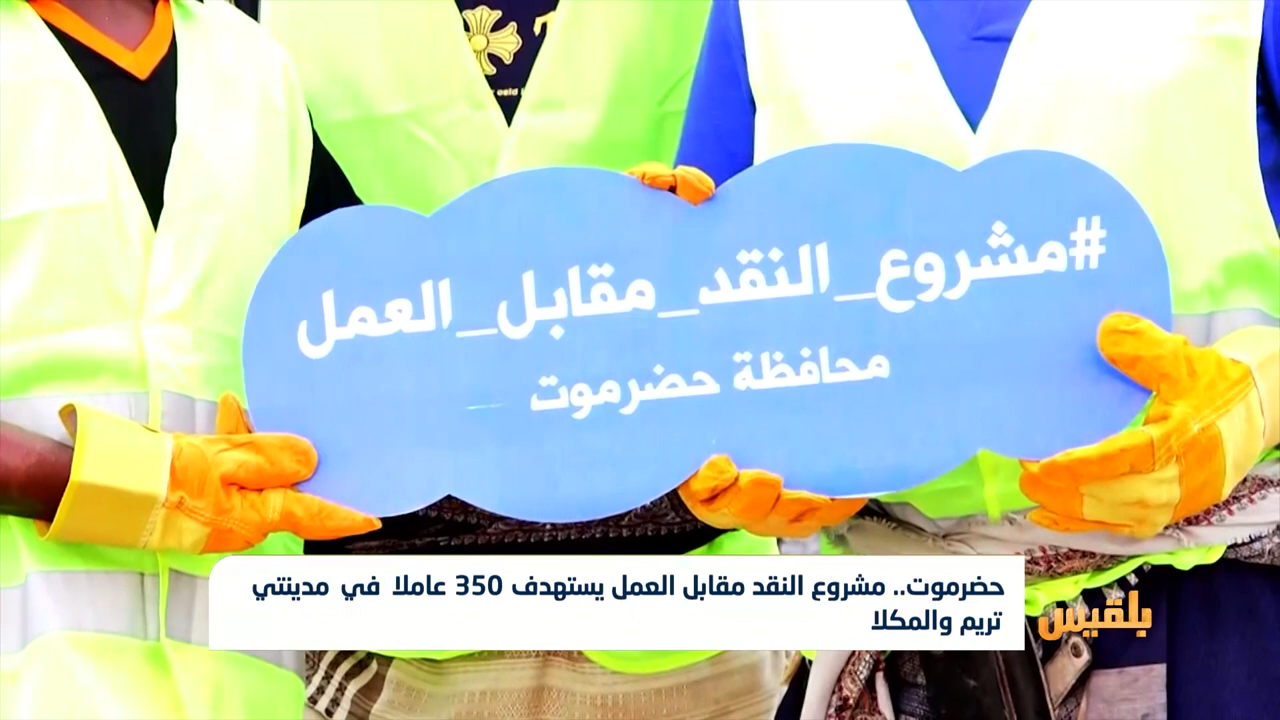 #مشروع_النقد_مقابل_العمل
محافظة حضرموت
حضرموت.. مشروع النقد مقابل العمل يستهدف 350 عاملا في مدينتي
تريم والمكلا
بلقيس